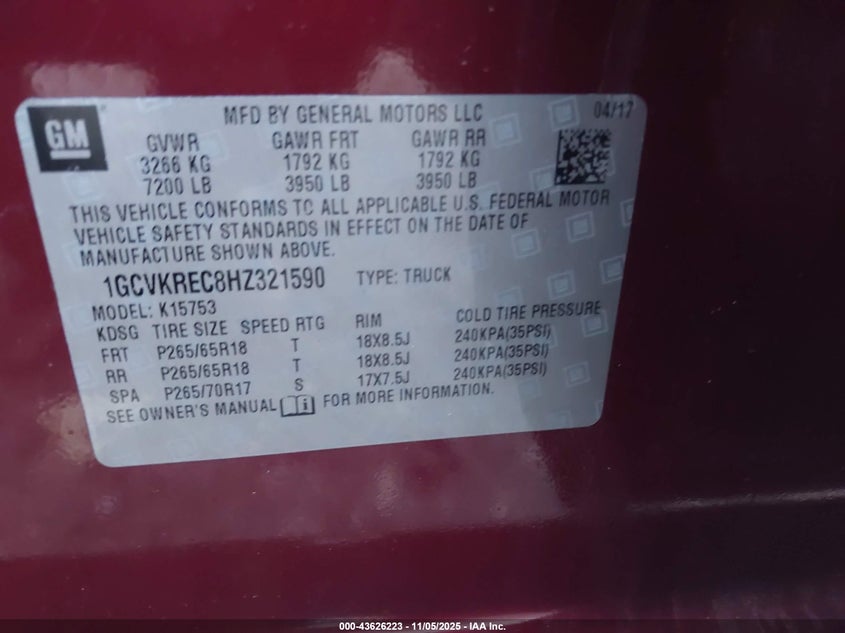 GM
MFD BY GENERAL MOTORS LLC 04/17
GVWR GAWR FRT GAWR RR
3266 KG 1792 KG 1792 KG
7200 LB 3950 LB 3950 LB
THIS VEHICLE CONFORMS TO ALL APPLICABLE U.S. FEDERAL MOTOR
VEHICLE SAFETY STANDARDS IN EFFECT ON THE DATE OF
MANUFACTURE SHOWN ABOVE.
1GCVKREC8HZ321590 TYPE: TRUCK
MODEL: K15753
KDSG TIRE SIZE SPEED RTG RIM COLD TIRE PRESSURE
FRT P265/65R18 T 18X8.5J 240KPA(35PSI)
RR P265/65R18 T 18X8.5J 240KPA(35PSI)
SPA P265/70R17 S 17X7.5J 240KPA(35PSI)
SEE OWNER'S MANUAL FOR MORE INFORMATION.
000-43626223 - 11/05/2025 - IAA Inc.